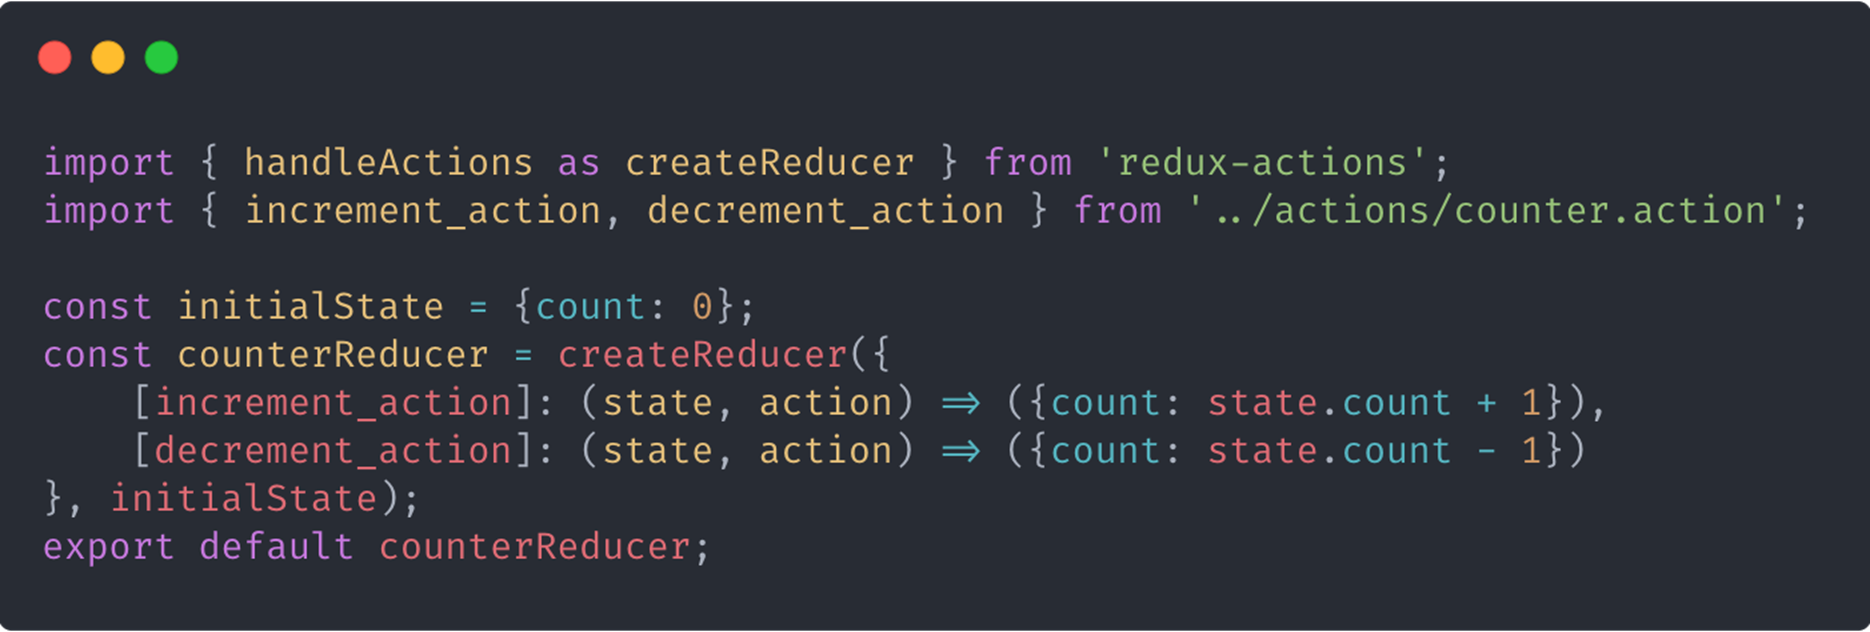 import { handleActions as createReducer } from 'redux-actions';
import { increment_action, decrement_action } from '../actions/counter.action';
const initialState = {count: 0};
const counterReducer = createReducer({
    [increment_action]: (state, action) => ({count: state.count + 1}),
    [decrement_action]: (state, action) => ({count: state.count - 1})
}, initialState);
export default counterReducer;